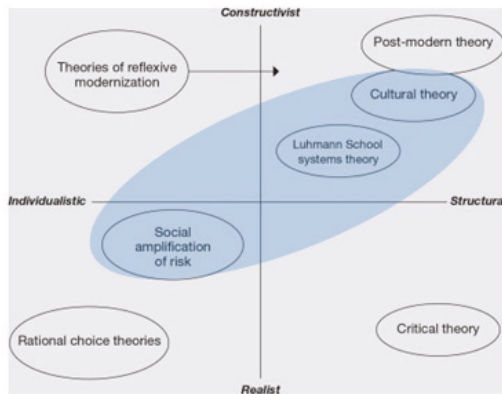 Constructivist
Post-modern theory
Theories of reflexive
modernization
Cultural theory
Luhmann School
systems theory
Individualistic
Structura
Social
amplification
of risk
Rational choice theories
Critical theory
Realist